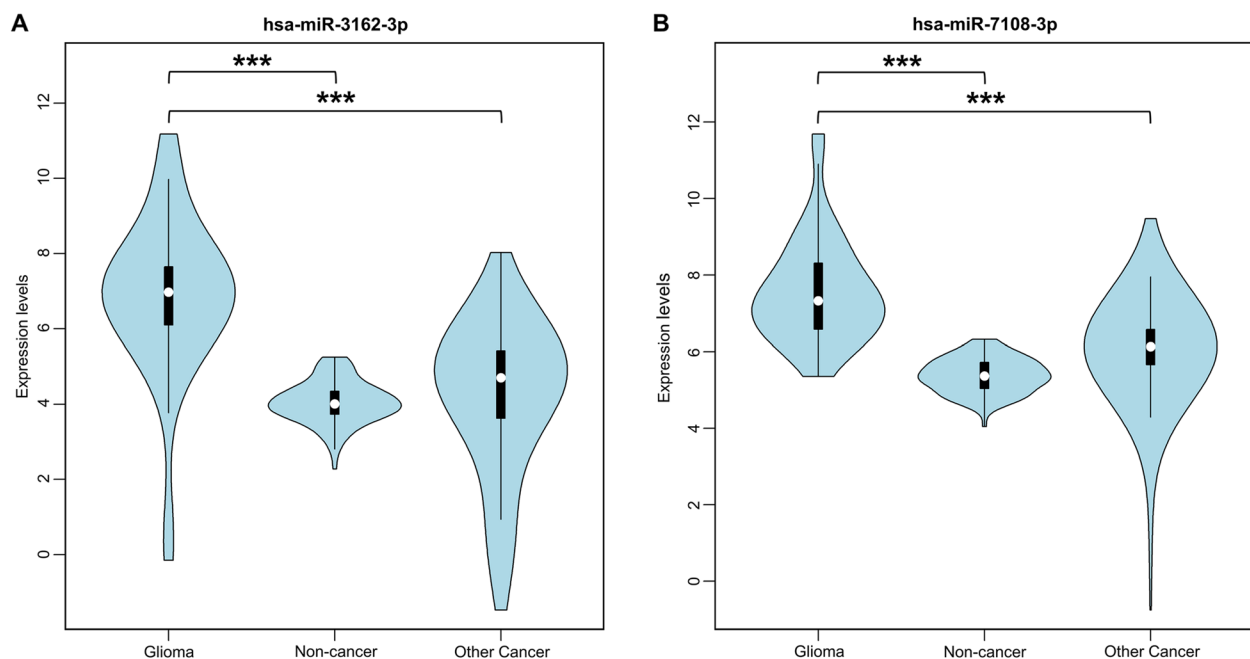 A
hsa-miR-3162-3p
***
***
Expression levels
12
10
8
6
4
2
0
Glioma
Non-cancer
Other Cancer
B
hsa-miR-7108-3p
***
***
Expression levels
12
10
8
6
4
2
0
Glioma
Non-cancer
Other Cancer